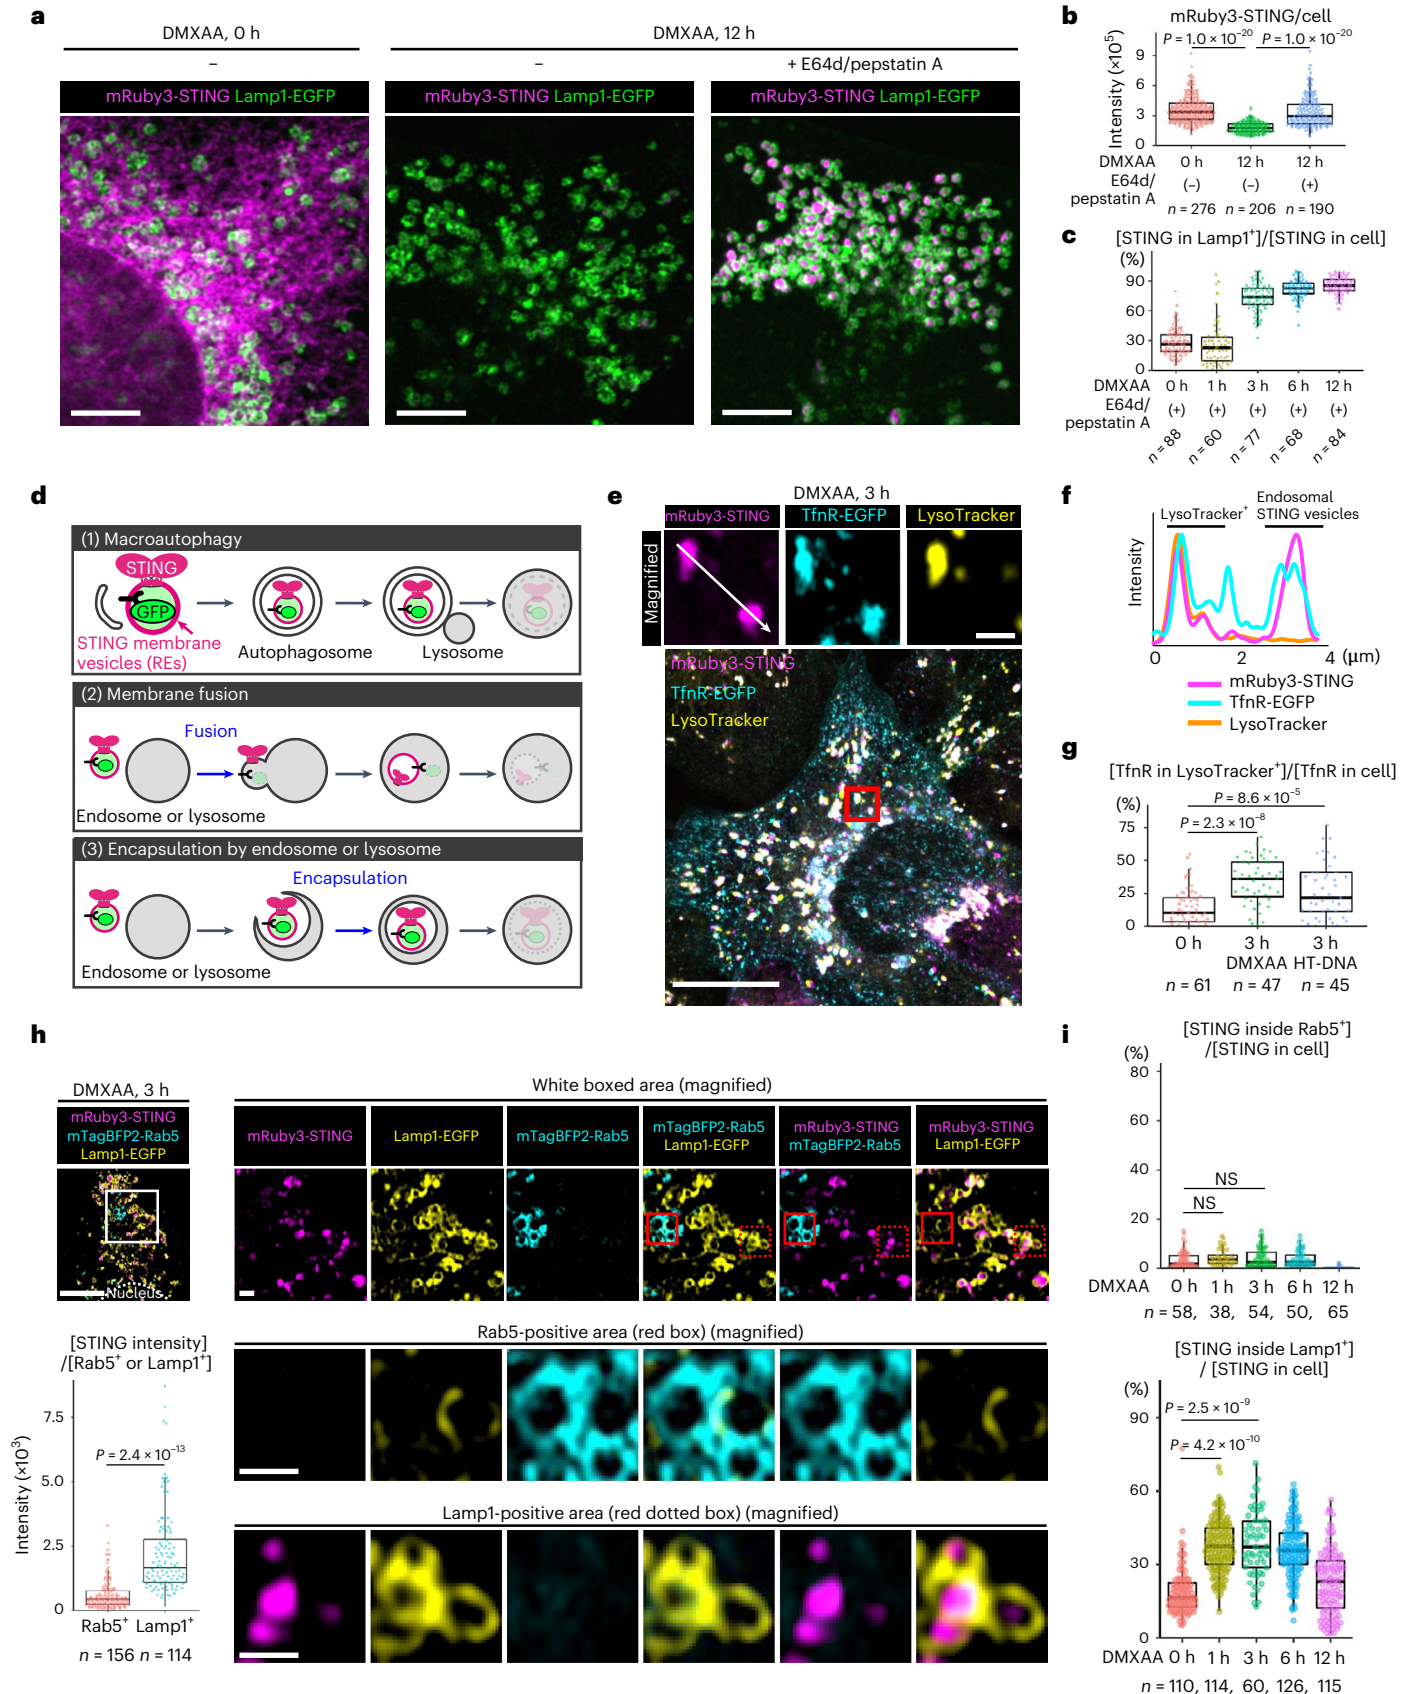 a
DMXAA, 0 h
DMXAA, 12 h
–
–
+ E64d/pepstatin A
mRuby3-STING Lamp1-EGFP
mRuby3-STING Lamp1-EGFP
mRuby3-STING Lamp1-EGFP
b
mRuby3-STING/cell
P = 1.0 × 10⁻²⁰
P = 1.0 × 10⁻²⁰
Intensity (×10⁵)
9
6
3
0
DMXAA 0 h 12 h 12 h
E64d/
pepstatin A
(–) (–) (+)
n = 276 n = 206 n = 190
c
[STING in Lamp1⁺]/[STING in cell]
(%)
90
60
30
0
DMXAA 0 h 1 h 3 h 6 h 12 h
E64d/
pepstatin A
(+) (+) (+) (+) (+)
n = 88 n = 60 n = 77 n = 68 n = 84
d
(1) Macroautophagy
STING
GFP
STING membrane
vesicles (REs)
Autophagosome
Lysosome
(2) Membrane fusion
Fusion
Endosome or lysosome
(3) Encapsulation by endosome or lysosome
Encapsulation
Endosome or lysosome
e
DMXAA, 3 h
mRuby3-STING
TfnR-EGFP
LysoTracker
Magnified
mRuby3-STING
TfnR-EGFP
LysoTracker
f
LysoTracker⁺
Endosomal
STING vesicles
Intensity
0 2 4 (μm)
mRuby3-STING
TfnR-EGFP
LysoTracker
g
[TfnR in LysoTracker⁺]/[TfnR in cell]
(%)
P = 8.6 × 10⁻⁵
P = 2.3 × 10⁻⁸
75
50
25
0
0 h 3 h 3 h
DMXAA HT-DNA
n = 61 n = 47 n = 45
h
DMXAA, 3 h
mRuby3-STING
mTagBFP2-Rab5
Lamp1-EGFP
Nucleus
White boxed area (magnified)
mRuby3-STING
Lamp1-EGFP
mTagBFP2-Rab5
mTagBFP2-Rab5
Lamp1-EGFP
mRuby3-STING
mTagBFP2-Rab5
mRuby3-STING
Lamp1-EGFP
Rab5-positive area (red box) (magnified)
Lamp1-positive area (red dotted box) (magnified)
[STING intensity]
/[Rab5⁺ or Lamp1⁺]
Intensity (×10³)
7.5
5.0
2.5
0
P = 2.4 × 10⁻¹³
Rab5⁺ Lamp1⁺
n = 156 n = 114
i
[STING inside Rab5⁺]
/[STING in cell]
(%)
80
60
40
20
0
NS
NS
DMXAA 0 h 1 h 3 h 6 h 12 h
n = 58, 38, 54, 50, 65
[STING inside Lamp1⁺]
/ [STING in cell]
(%)
90
60
30
0
P = 2.5 × 10⁻⁹
P = 4.2 × 10⁻¹⁰
DMXAA 0 h 1 h 3 h 6 h 12 h
n = 110, 114, 60, 126, 115